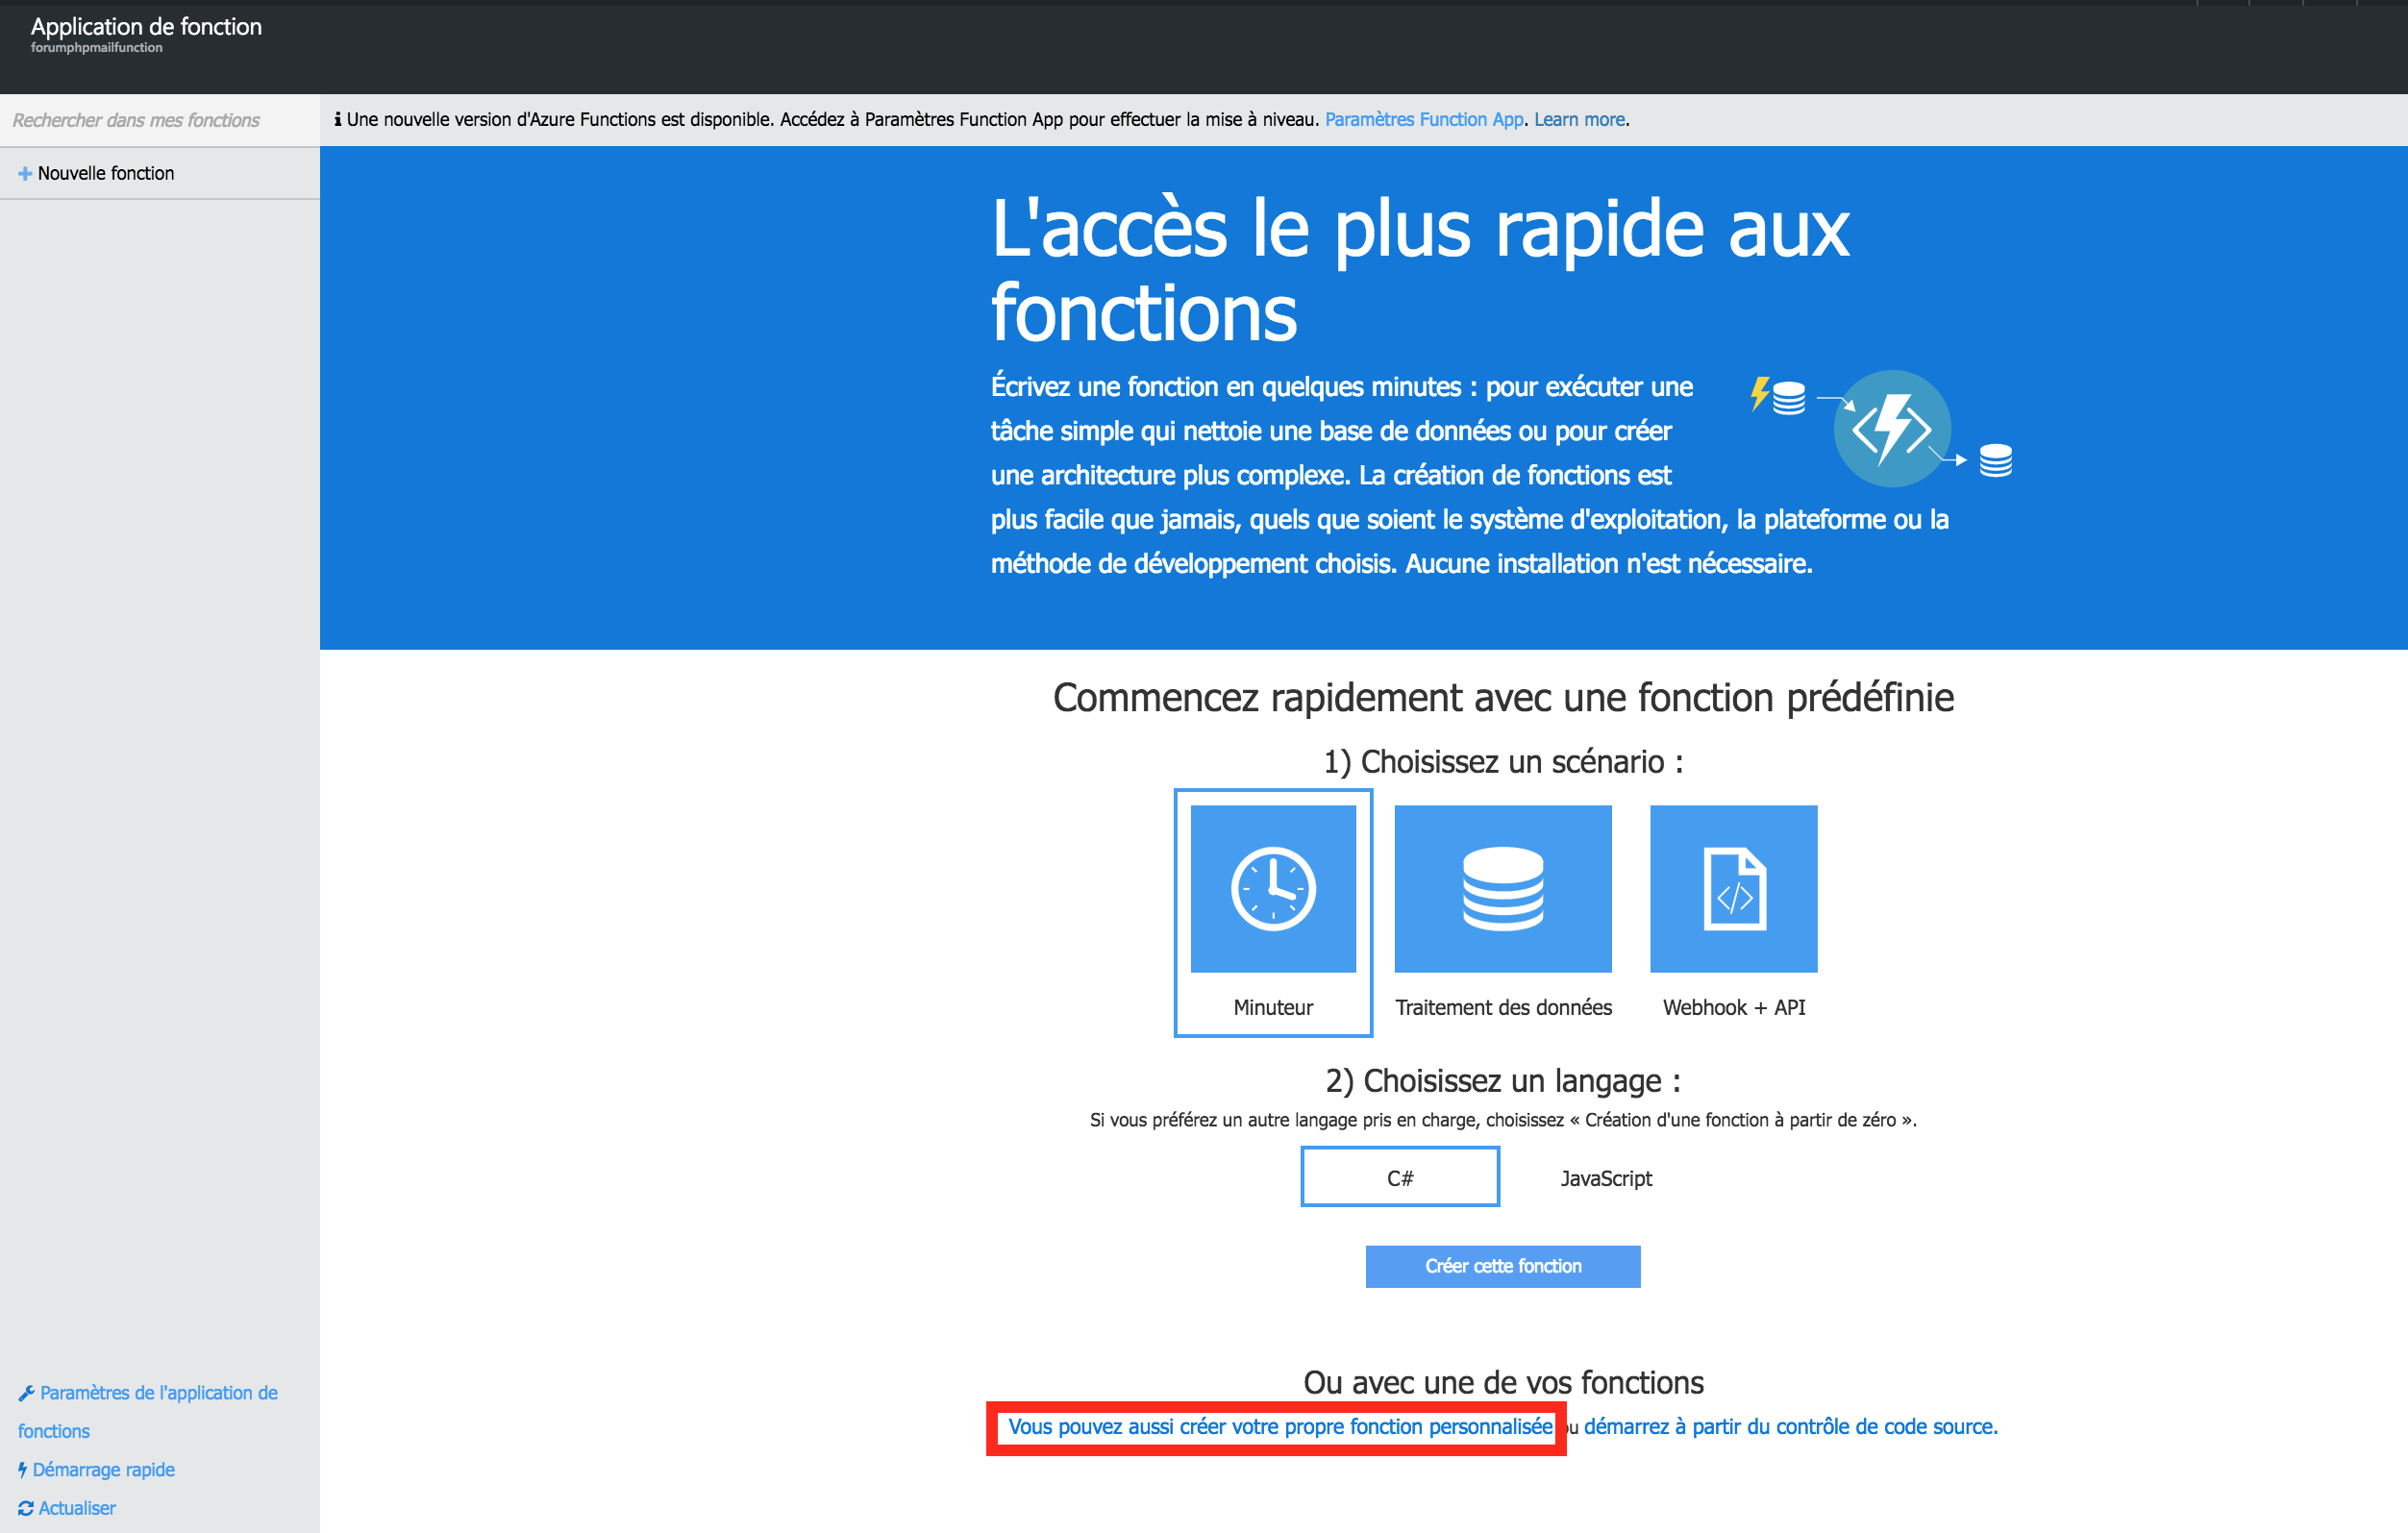 Application de fonction
forumphpmailfunction
Rechercher dans mes fonctions
Une nouvelle version d'Azure Functions est disponible. Accédez à Paramètres Function App pour effectuer la mise à niveau. Paramètres Function App. Learn more.
Nouvelle fonction
L'accès le plus rapide aux
fonctions
Écrivez une fonction en quelques minutes : pour exécuter une
tâche simple qui nettoie une base de données ou pour créer
une architecture plus complexe. La création de fonctions est
plus facile que jamais, quels que soient le système d'exploitation, la plateforme ou la
méthode de développement choisis. Aucune installation n'est nécessaire.
Commencez rapidement avec une fonction prédéfinie
1) Choisissez un scénario :
Minuteur
Traitement des données
Webhook + API
2) Choisissez un langage :
Si vous préférez un autre langage pris en charge, choisissez « Création d'une fonction à partir de zéro ».
C#
JavaScript
Créer cette fonction
Ou avec une de vos fonctions
Vous pouvez aussi créer votre propre fonction personnalisée ou démarrez à partir du contrôle de code source.
Paramètres de l'application de
fonctions
Démarrage rapide
Actualiser